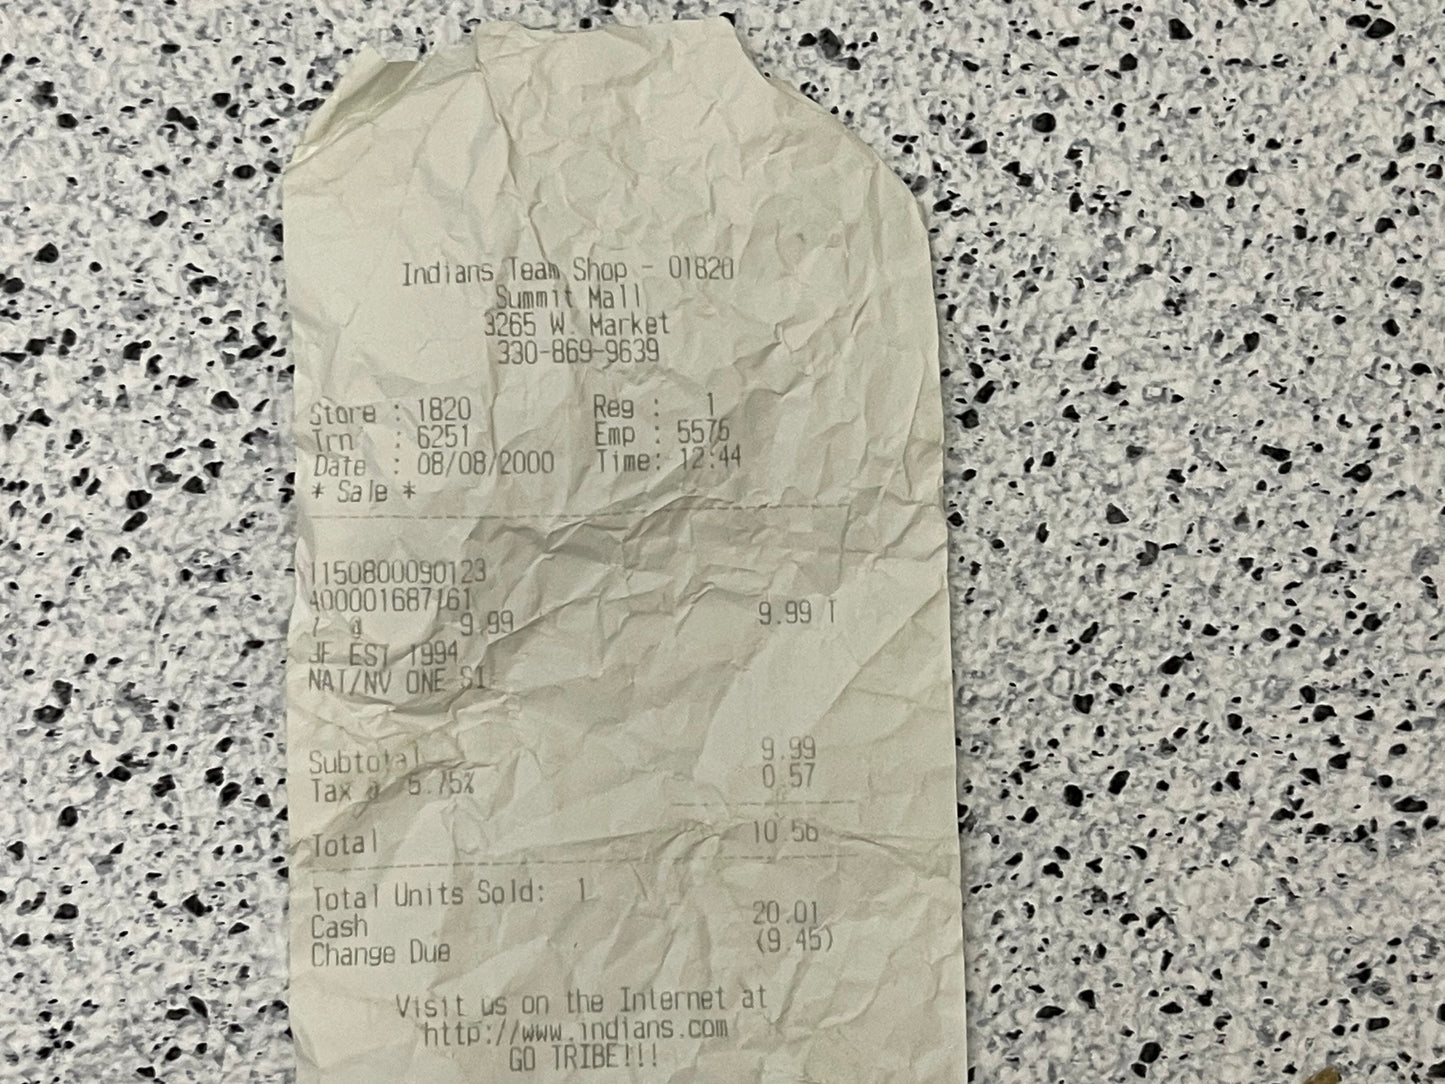 Indians Team Shop - 01820
Summit Mall
3265 W. Market
330-869-9639
Store : 1820 Reg : 1
Trn : 6251 Emp : 5575
Date : 08/08/2000 Time: 12:44
* Sale *
1150800090123
400001687161
1 @ 9.99 9.99 T
JF EST 1994
NAT/NV ONE S1
Subtotal 9.99
Tax @ 5.75% 0.57
Total 10.56
Total Units Sold: 1
Cash 20.01
Change Due (9.45)
Visit us on the Internet at
http://www.indians.com
GO TRIBE!!!